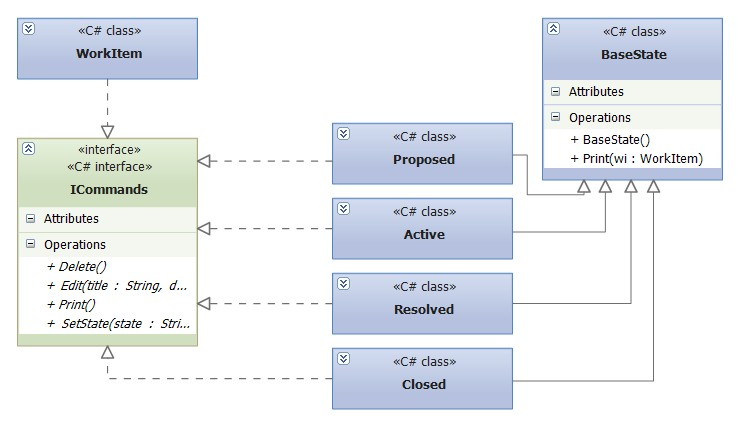 «C# class»
WorkItem
«interface»
«C# interface»
ICommands
Attributes
Operations
+ Delete()
+ Edit(title : String, d...
+ Print()
+ SetState(state : Stri...
«C# class»
Proposed
«C# class»
Active
«C# class»
Resolved
«C# class»
Closed
«C# class»
BaseState
Attributes
Operations
+ BaseState()
+ Print(wi : WorkItem)